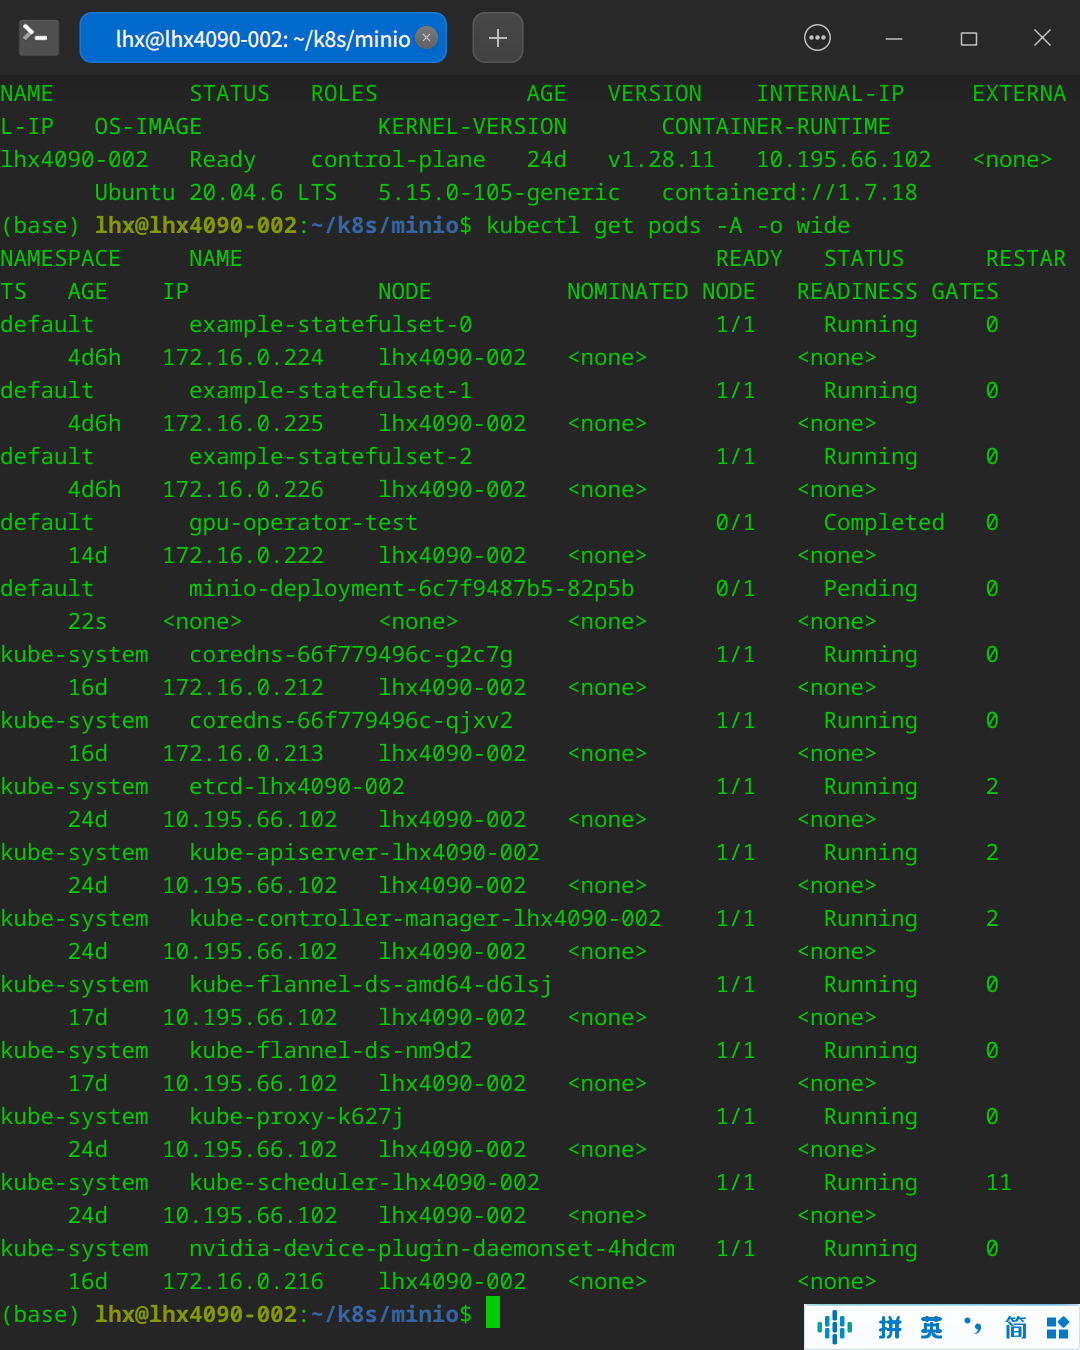 lhx@lhx4090-002: ~/k8s/minio
NAME          STATUS   ROLES           AGE   VERSION    INTERNAL-IP     EXTERNA
L-IP   OS-IMAGE             KERNEL-VERSION       CONTAINER-RUNTIME
lhx4090-002   Ready    control-plane   24d   v1.28.11   10.195.66.102   <none>
       Ubuntu 20.04.6 LTS   5.15.0-105-generic   containerd://1.7.18
(base) lhx@lhx4090-002:~/k8s/minio$ kubectl get pods -A -o wide
NAMESPACE     NAME                                   READY   STATUS      RESTAR
TS   AGE    IP              NODE          NOMINATED NODE   READINESS GATES
default       example-statefulset-0                  1/1     Running     0
     4d6h   172.16.0.224    lhx4090-002   <none>           <none>
default       example-statefulset-1                  1/1     Running     0
     4d6h   172.16.0.225    lhx4090-002   <none>           <none>
default       example-statefulset-2                  1/1     Running     0
     4d6h   172.16.0.226    lhx4090-002   <none>           <none>
default       gpu-operator-test                      0/1     Completed   0
     14d    172.16.0.222    lhx4090-002   <none>           <none>
default       minio-deployment-6c7f9487b5-82p5b      0/1     Pending     0
     22s    <none>          <none>        <none>           <none>
kube-system   coredns-66f779496c-g2c7g               1/1     Running     0
     16d    172.16.0.212    lhx4090-002   <none>           <none>
kube-system   coredns-66f779496c-qjxv2               1/1     Running     0
     16d    172.16.0.213    lhx4090-002   <none>           <none>
kube-system   etcd-lhx4090-002                       1/1     Running     2
     24d    10.195.66.102   lhx4090-002   <none>           <none>
kube-system   kube-apiserver-lhx4090-002             1/1     Running     2
     24d    10.195.66.102   lhx4090-002   <none>           <none>
kube-system   kube-controller-manager-lhx4090-002    1/1     Running     2
     24d    10.195.66.102   lhx4090-002   <none>           <none>
kube-system   kube-flannel-ds-amd64-d6lsj            1/1     Running     0
     17d    10.195.66.102   lhx4090-002   <none>           <none>
kube-system   kube-flannel-ds-nm9d2                  1/1     Running     0
     17d    10.195.66.102   lhx4090-002   <none>           <none>
kube-system   kube-proxy-k627j                       1/1     Running     0
     24d    10.195.66.102   lhx4090-002   <none>           <none>
kube-system   kube-scheduler-lhx4090-002             1/1     Running     11
     24d    10.195.66.102   lhx4090-002   <none>           <none>
kube-system   nvidia-device-plugin-daemonset-4hdcm   1/1     Running     0
     16d    172.16.0.216    lhx4090-002   <none>           <none>
(base) lhx@lhx4090-002:~/k8s/minio$
拼 英 简